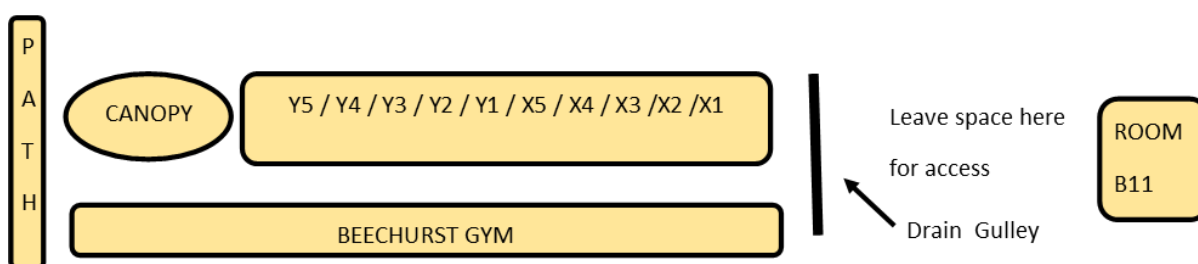 P
A
T
H
CANOPY
Y5 / Y4 / Y3 / Y2 / Y1 / X5 / X4 / X3 /X2 /X1
BEECHURST GYM
Leave space here
for access
Drain  Gulley
ROOM
B11